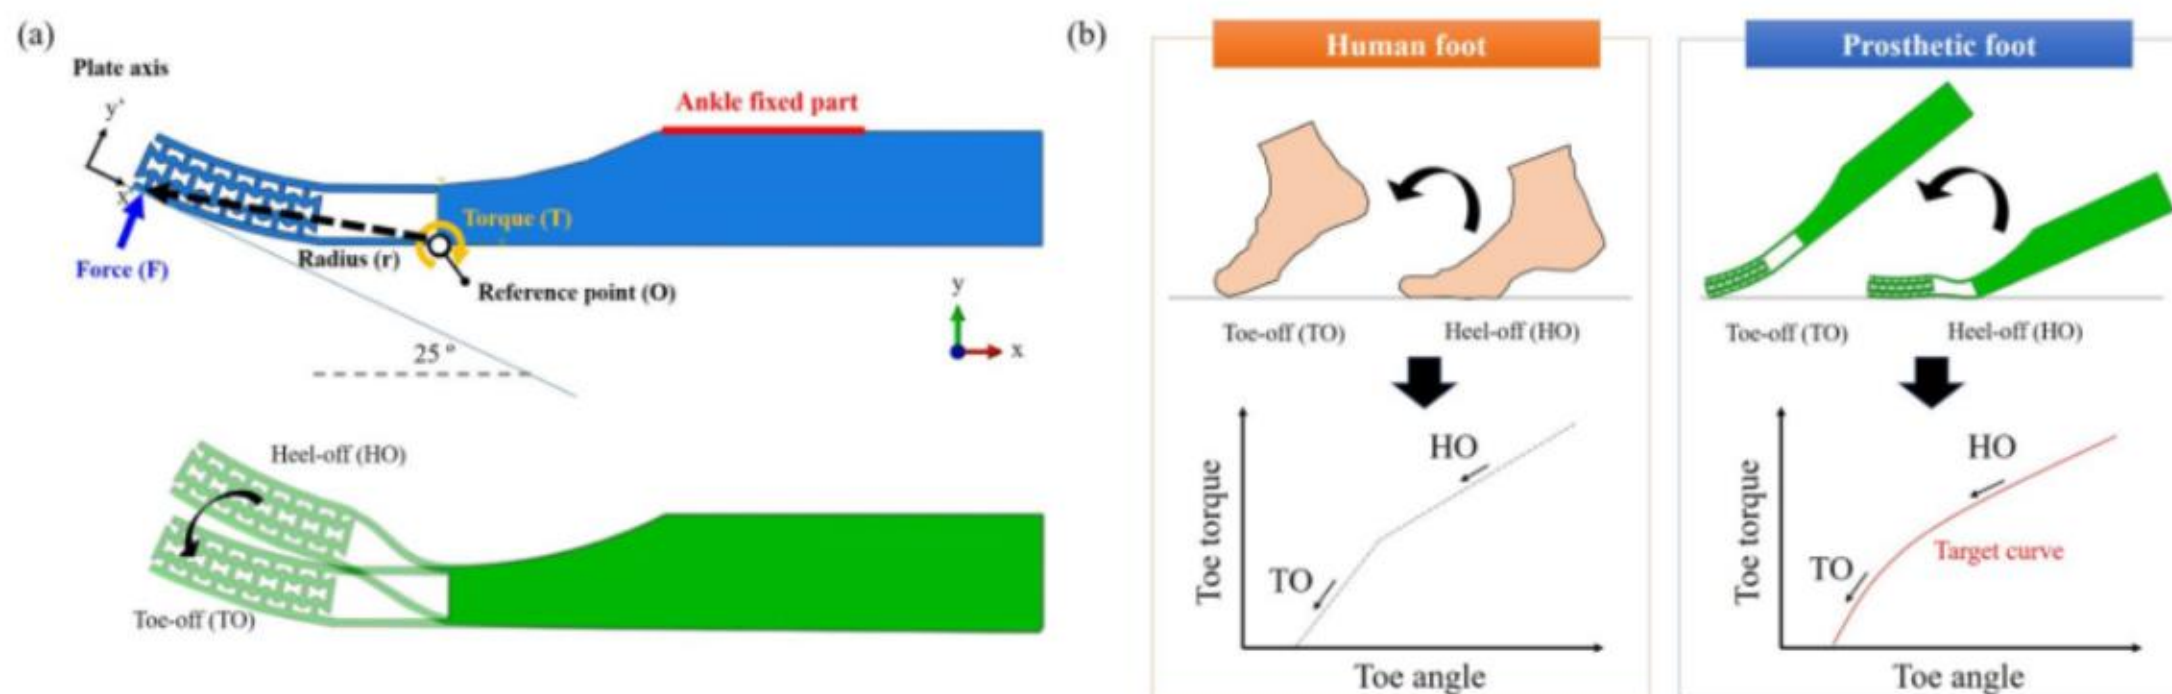 (a)
Plate axis
y'
x'
Ankle fixed part
Torque (T)
Radius (r)
Force (F)
Reference point (O)
25 °
y
x
Heel-off (HO)
Toe-off (TO)
(b)
Human foot
Toe-off (TO)
Heel-off (HO)
Toe torque
HO
TO
Toe angle
Prosthetic foot
Toe-off (TO)
Heel-off (HO)
Toe torque
HO
TO
Target curve
Toe angle